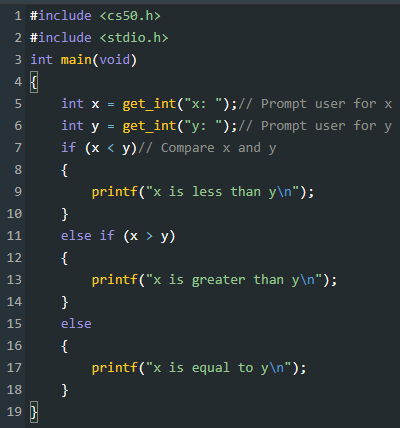 1 #include <cs50.h>
2 #include <stdio.h>
3 int main(void)
4 {
5     int x = get_int("x: ");// Prompt user for x
6     int y = get_int("y: ");// Prompt user for y
7     if (x < y)// Compare x and y
8     {
9         printf("x is less than y\n");
10     }
11     else if (x > y)
12     {
13         printf("x is greater than y\n");
14     }
15     else
16     {
17         printf("x is equal to y\n");
18     }
19 }